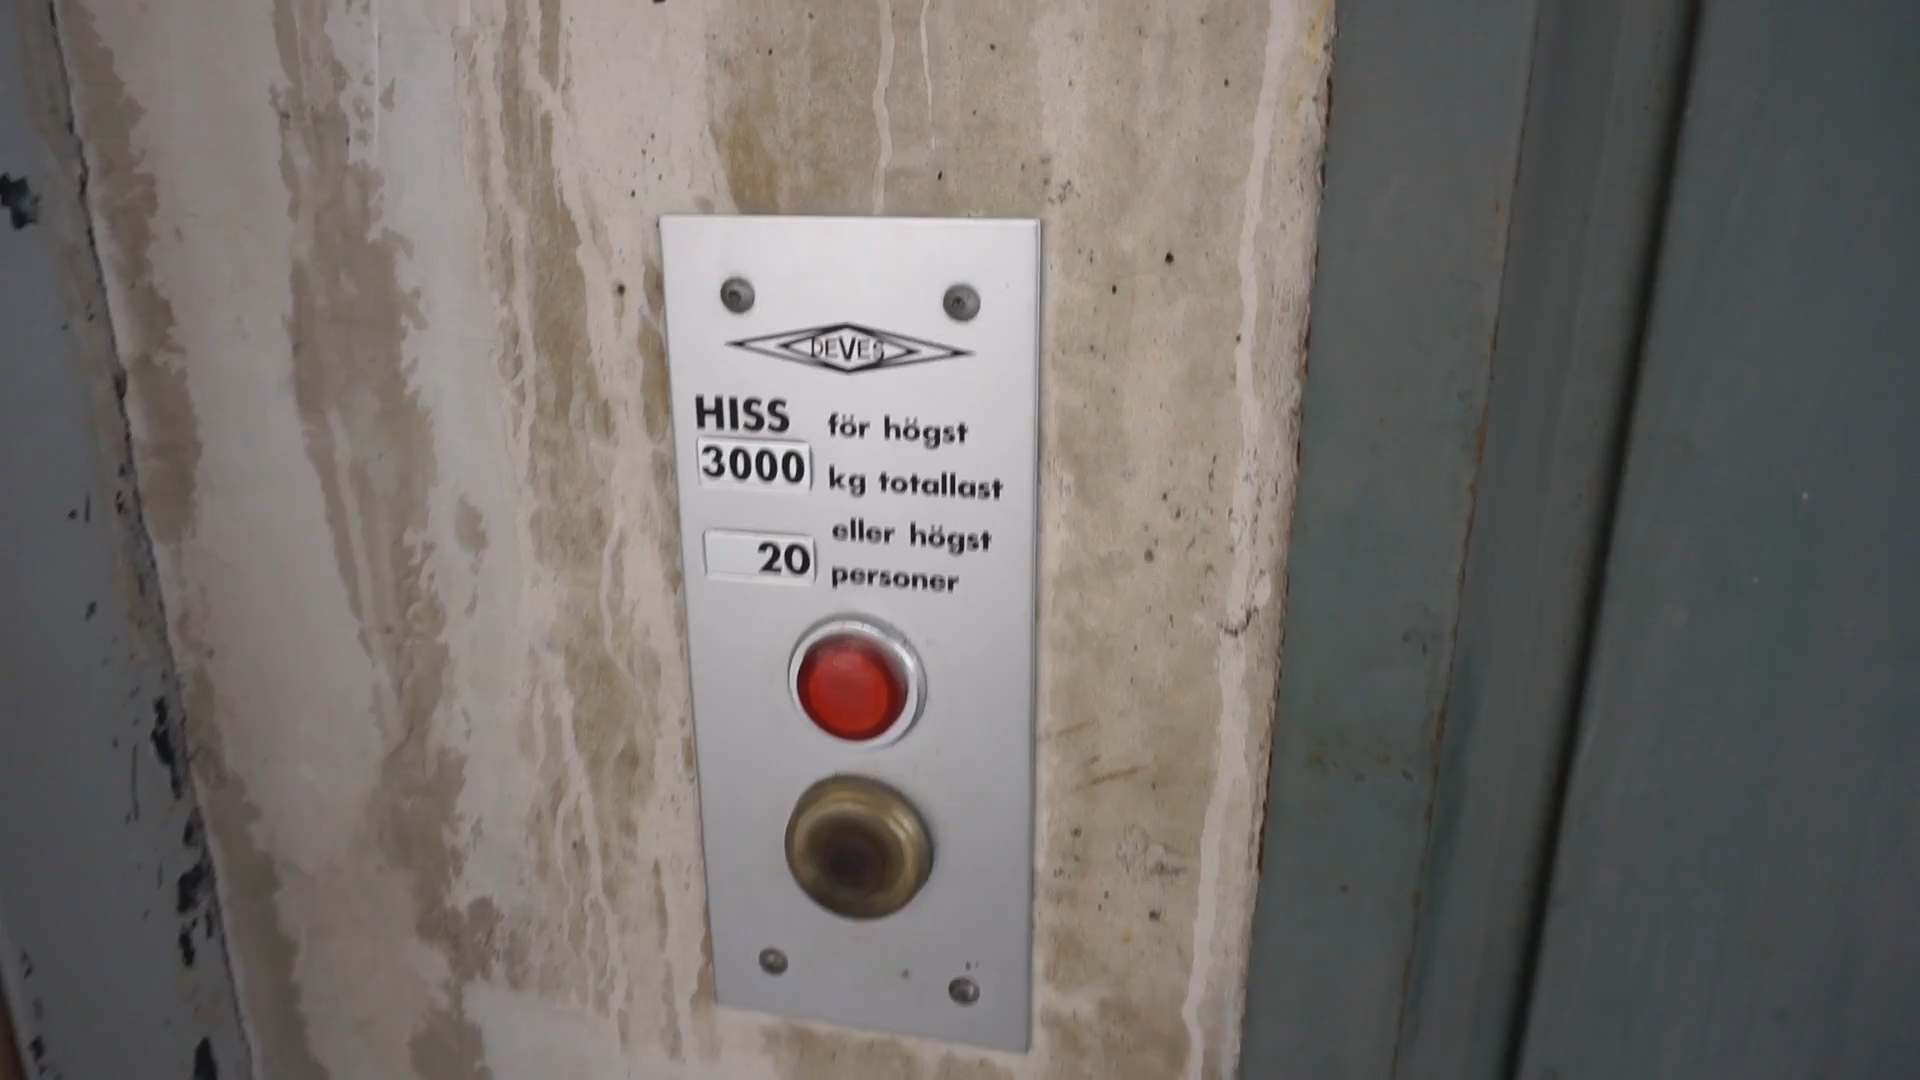 DEVES
HISS för högst
3000 kg totallast
eller högst
20 personer